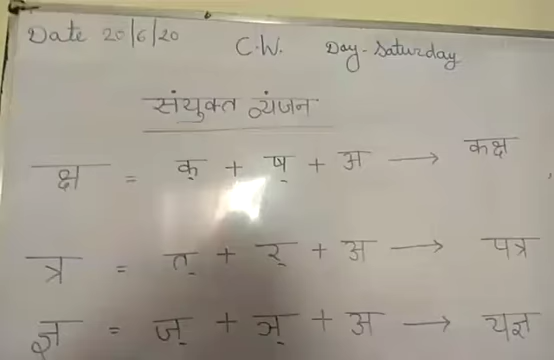 Date 20/6/20 C.W. Day-Saturday
संयुक्त व्यंजन
क्ष = क् + ष् + अ → कक्ष
त्र = त् + र् + अ → पत्र
ज्ञ = ज् + ञ् + अ → यज्ञ